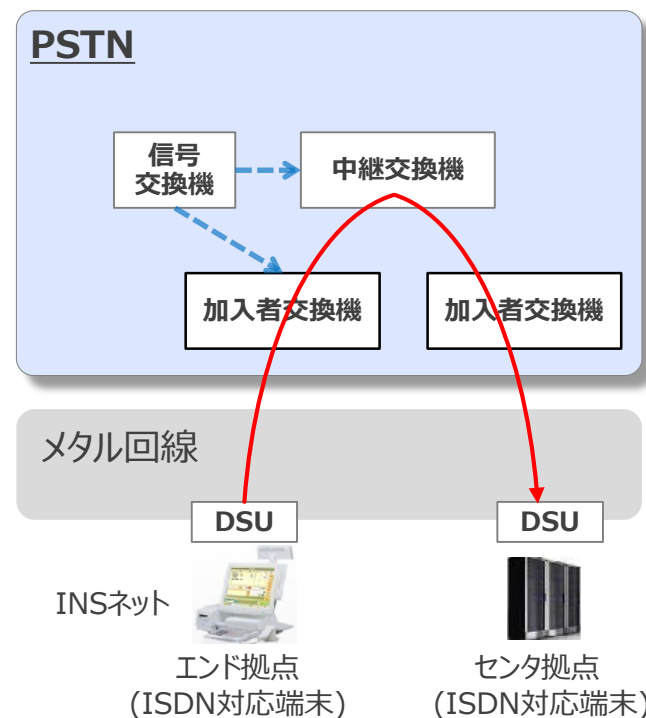 PSTN
信号
交換機
中継交換機
加入者交換機
加入者交換機
メタル回線
DSU
DSU
INSネット
エンド拠点
(ISDN対応端末)
センタ拠点
(ISDN対応端末)